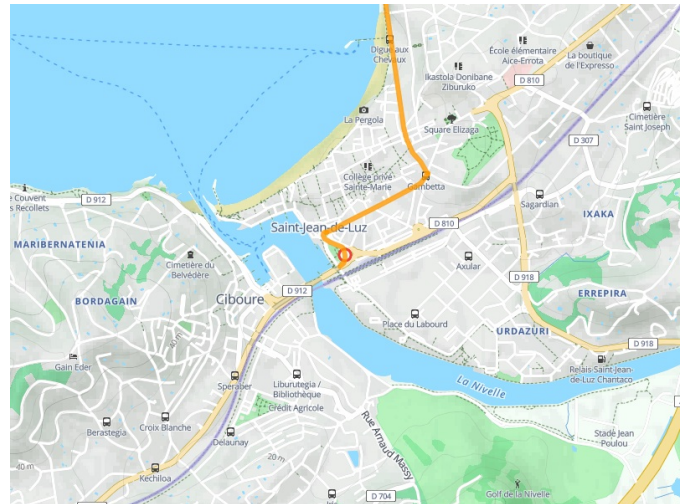 Digue aux
Chevaux
École élémentaire
Aice-Errota
La boutique
de l'Expresso
Ikastola Donibane
Ziburuko
D 810
La Pergola
Square Elizaga
Cimetière
Saint Joseph
D 307
Collège privé
Sainte-Marie
Gambetta
Couvent
s Recollets
D 912
Sagardian
IXAKA
D 810
Saint-Jean-de-Luz
MARIBERNATENIA
Cimetière du
Belvédère
Axular
D 918
BORDAGAIN
Ciboure
D 912
ERREPIRA
40 m
Place du Labourd
URDAZURI
D 918
Gain Eder
Relais-Saint-Jean-
de-Luz Chantaco
Speraber
Liburutegia /
Bibliothèque
La Nivelle
Crédit Agricole
Rue Arnaud Massy
Berastegia
Croix Blanche
Delaunay
Stade Jean
Poulou
40 m
20 m
Kechiloa
Golf de la Nivelle
D 704